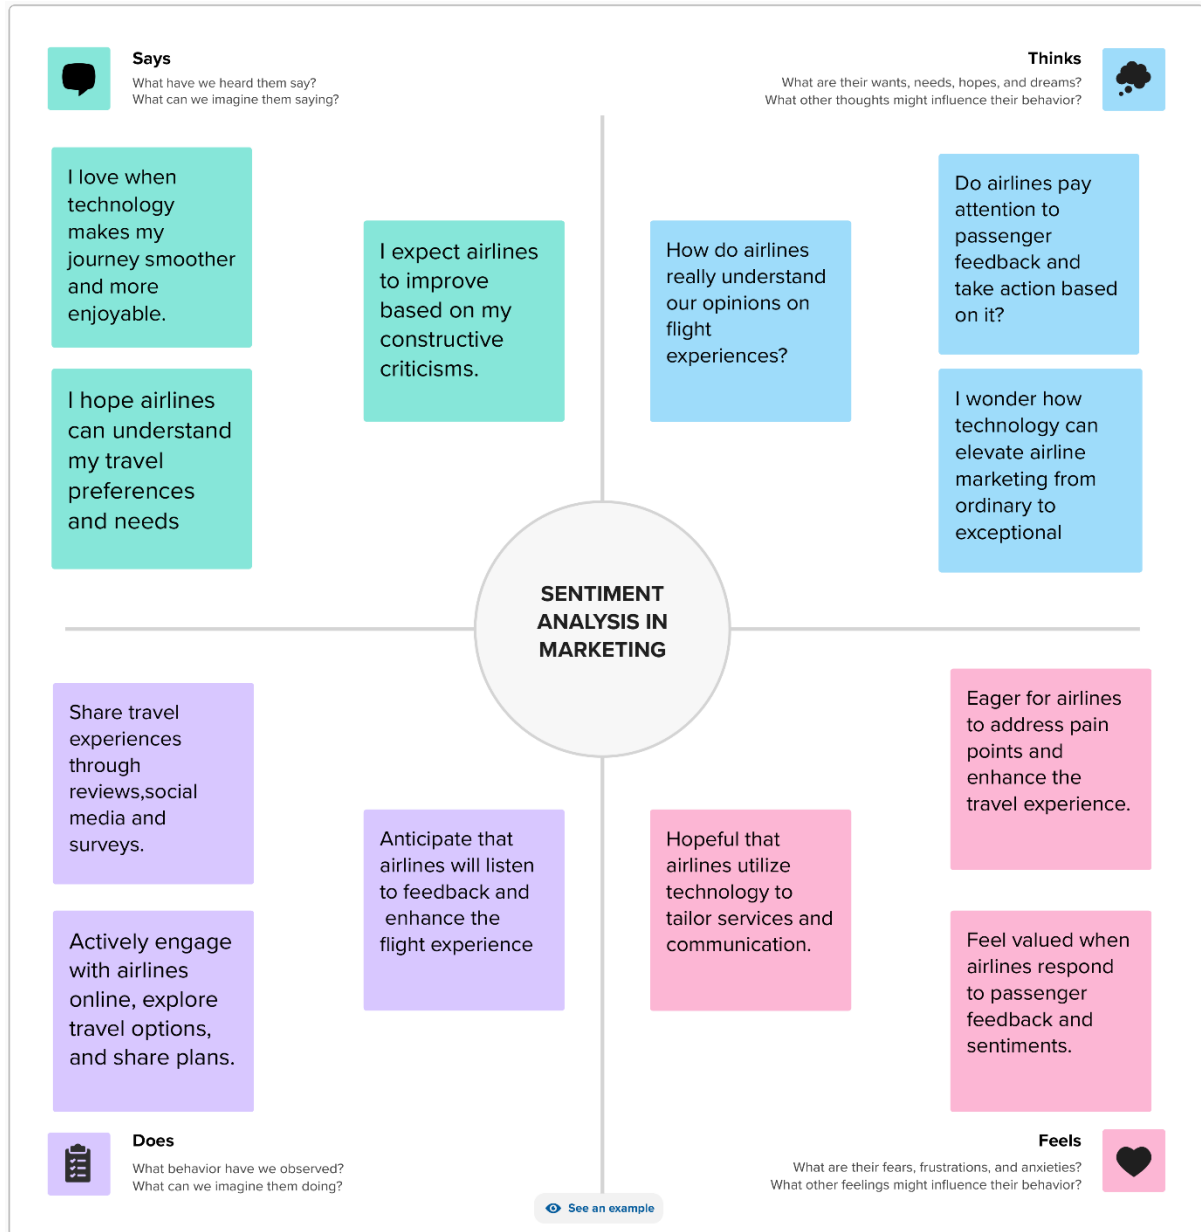 Says
What have we heard them say?
What can we imagine them saying?
Thinks
What are their wants, needs, hopes, and dreams?
What other thoughts might influence their behavior?
I love when
technology
makes my
journey smoother
and more
enjoyable.
I expect airlines
to improve
based on my
constructive
criticisms.
I hope airlines
can understand
my travel
preferences
and needs
How do airlines
really understand
our opinions on
flight
experiences?
Do airlines pay
attention to
passenger
feedback and
take action based
on it?
I wonder how
technology can
elevate airline
marketing from
ordinary to
exceptional
SENTIMENT
ANALYSIS IN
MARKETING
Share travel
experiences
through
reviews,social
media and
surveys.
Anticipate that
airlines will listen
to feedback and
enhance the
flight experience
Actively engage
with airlines
online, explore
travel options,
and share plans.
Hopeful that
airlines utilize
technology to
tailor services and
communication.
Eager for airlines
to address pain
points and
enhance the
travel experience.
Feel valued when
airlines respond
to passenger
feedback and
sentiments.
Does
What behavior have we observed?
What can we imagine them doing?
Feels
What are their fears, frustrations, and anxieties?
What other feelings might influence their behavior?
See an example